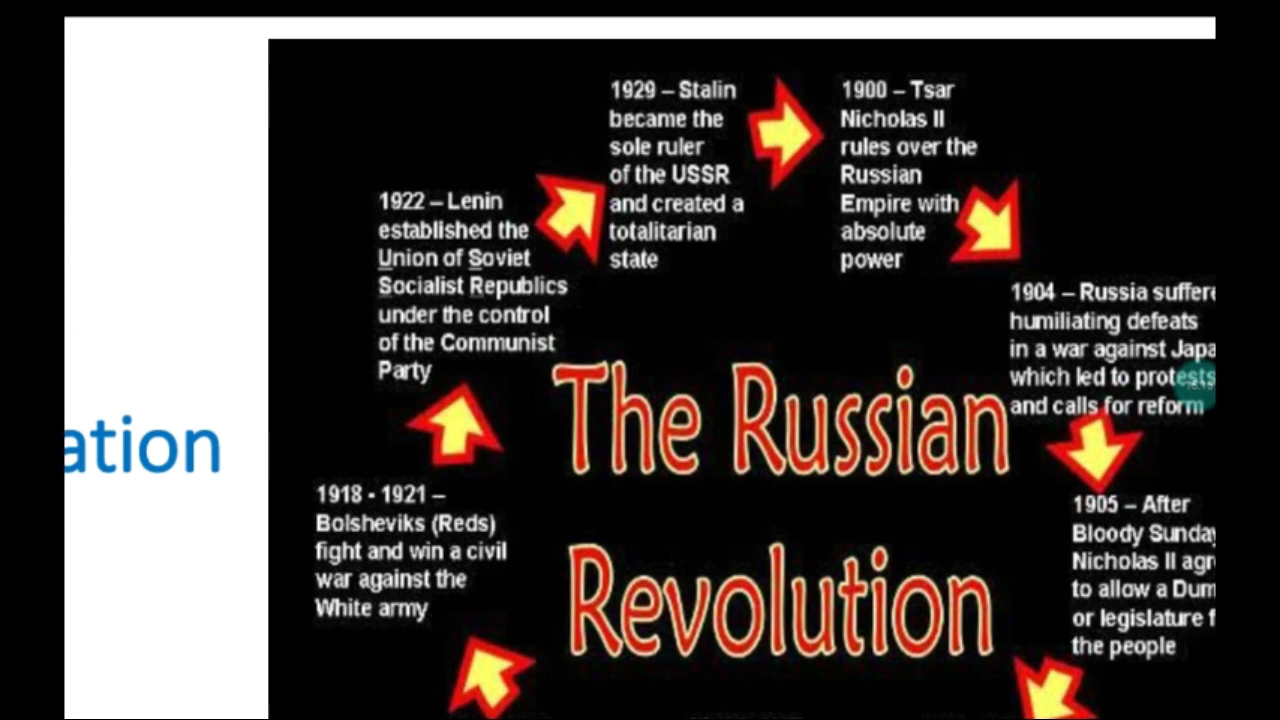 1929 – Stalin
became the
sole ruler
of the USSR
and created a
totalitarian
state
1900 – Tsar
Nicholas II
rules over the
Russian
Empire with
absolute
power
1922 – Lenin
established the
Union of Soviet
Socialist Republics
under the control
of the Communist
Party
1904 – Russia suffere
humiliating defeats
in a war against Japa
which led to protests
and calls for reform
The Russian
Revolution
ation
1918 - 1921 –
Bolsheviks (Reds)
fight and win a civil
war against the
White army
1905 – After
Bloody Sunday
Nicholas II agr
to allow a Dum
or legislature f
the people